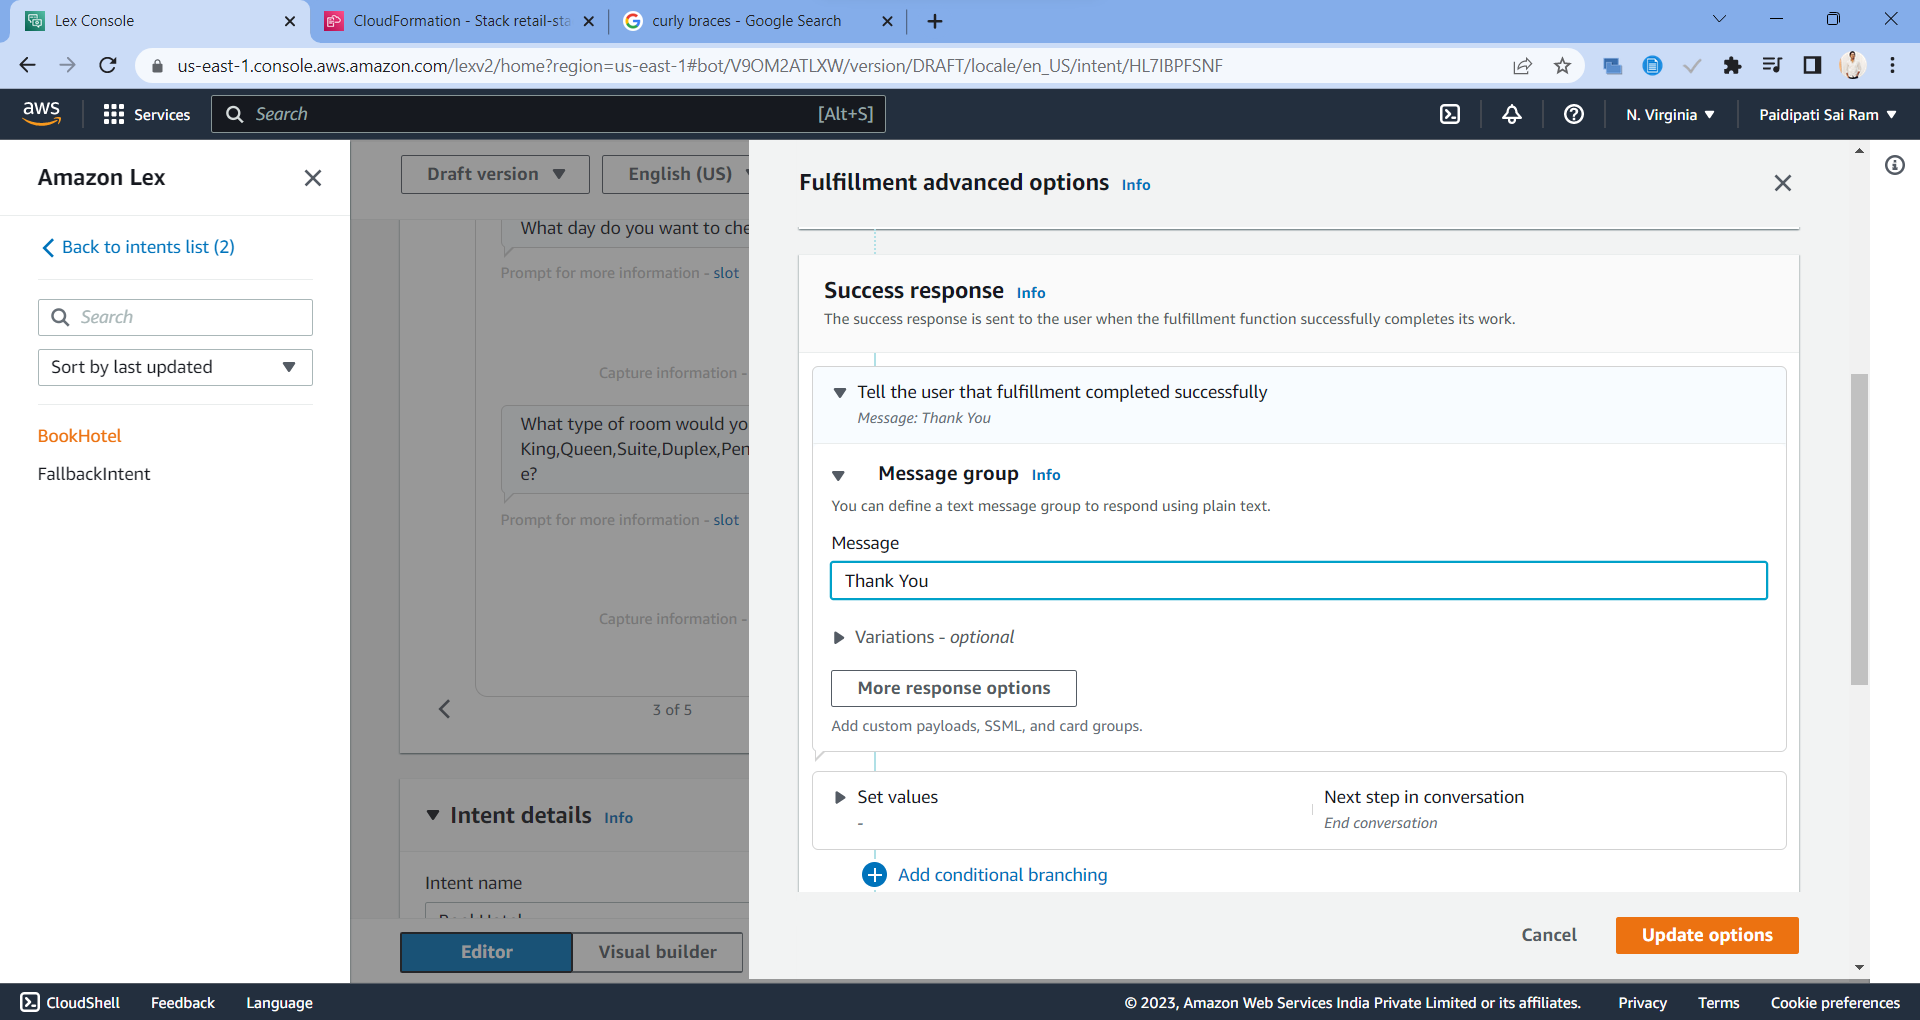 Lex Console
CloudFormation - Stack retail-sta
curly braces - Google Search
us-east-1.console.aws.amazon.com/lexv2/home?region=us-east-1#bot/V9OM2ATLXW/version/DRAFT/locale/en_US/intent/HL7IBPFSNF
aws
Services
Search
[Alt+S]
N. Virginia
Paidipati Sai Ram
Amazon Lex
Back to intents list (2)
Search
Sort by last updated
BookHotel
FallbackIntent
Draft version
English (US)
What day do you want to che
Prompt for more information - slot
Capture information -
What type of room would yo
King,Queen,Suite,Duplex,Pen
e?
Prompt for more information - slot
Capture information -
3 of 5
Intent details Info
Intent name
BookHotel
Editor
Visual builder
Fulfillment advanced options Info
Success response Info
The success response is sent to the user when the fulfillment function successfully completes its work.
Tell the user that fulfillment completed successfully
Message: Thank You
Message group Info
You can define a text message group to respond using plain text.
Message
Thank You
Variations - optional
More response options
Add custom payloads, SSML, and card groups.
Set values
-
Next step in conversation
End conversation
Add conditional branching
Cancel
Update options
CloudShell
Feedback
Language
© 2023, Amazon Web Services India Private Limited or its affiliates.
Privacy
Terms
Cookie preferences